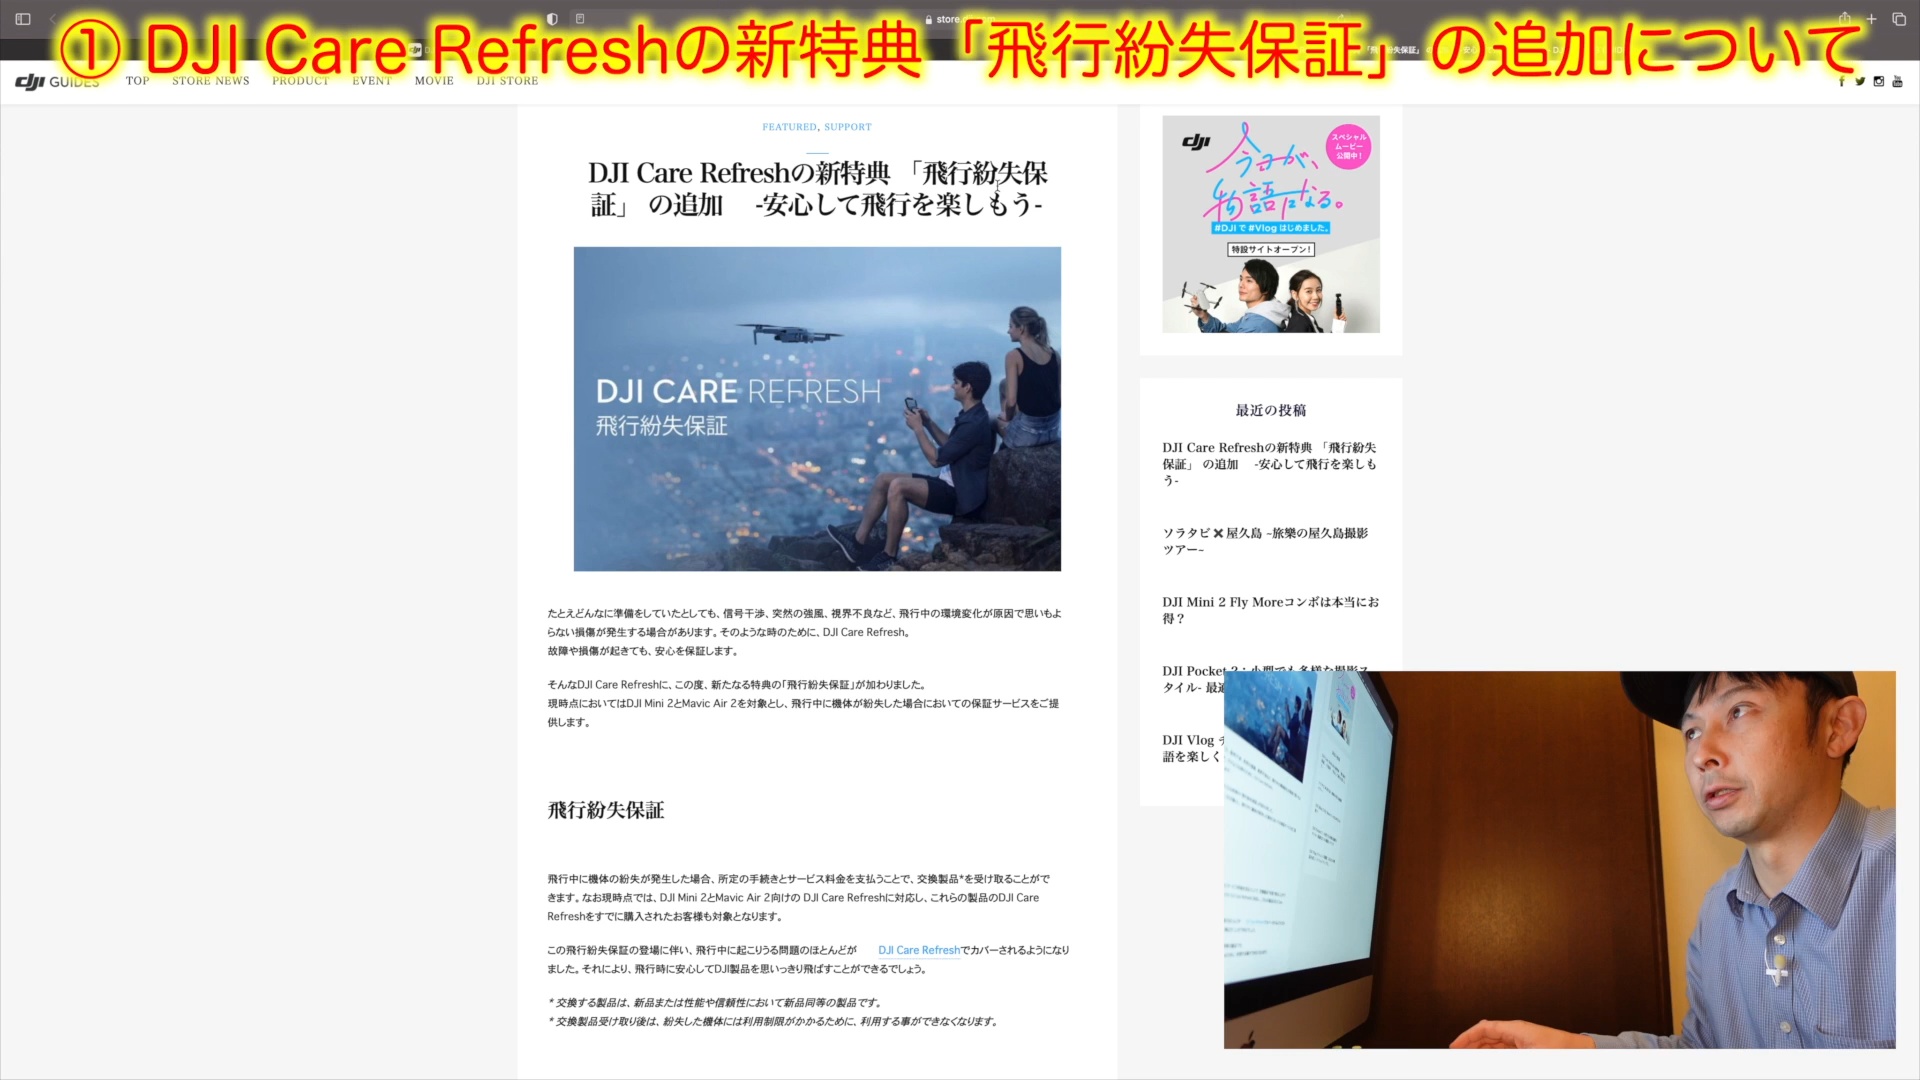 ① DJI Care Refreshの新特典「飛行紛失保証」の追加について
dji GUIDES TOP STORE NEWS PRODUCT EVENT MOVIE DJI STORE
FEATURED, SUPPORT
DJI Care Refreshの新特典 「飛行紛失保
証」 の追加 -安心して飛行を楽しもう-
DJI CARE REFRESH
飛行紛失保証
たとえどんなに準備をしていたとしても、信号干渉、突然の強風、視界不良など、飛行中の環境変化が原因で思いもよ
らない損傷が発生する場合があります。そのような時のために、DJI Care Refresh。
故障や損傷が起きても、安心を保証します。
そんなDJI Care Refreshに、この度、新たなる特典の「飛行紛失保証」が加わりました。
現時点においてはDJI Mini 2とMavic Air 2を対象とし、飛行中に機体が紛失した場合においての保証サービスをご提
供します。
飛行紛失保証
飛行中に機体の紛失が発生した場合、所定の手続きとサービス料金を支払うことで、交換製品*を受け取ることがで
きます。なお現時点では、DJI Mini 2とMavic Air 2向けの DJI Care Refreshに対応し、これらの製品のDJI Care
Refreshをすでに購入されたお客様も対象となります。
この飛行紛失保証の登場に伴い、飛行中に起こりうる問題のほとんどが DJI Care Refreshでカバーされるようになり
ました。それにより、飛行時に安心してDJI製品を思いっきり飛ばすことができるでしょう。
* 交換する製品は、新品または性能や信頼性において新品同等の製品です。
* 交換製品受け取り後は、紛失した機体には利用制限がかかるために、利用する事ができなくなります。
dji
スペシャル
ムービー
公開中!
今日が、
物語になる。
#DJIで#Vlogはじめました。
特設サイトオープン!
最近の投稿
DJI Care Refreshの新特典 「飛行紛失
保証」 の追加 -安心して飛行を楽しも
う-
ソラタビ✖屋久島 ~旅樂の屋久島撮影
ツアー~
DJI Mini 2 Fly Moreコンボは本当にお
得？
DJI Pocket 2：小型でも多様な撮影ス
タイル- 最
DJI Vlog
語を楽しく